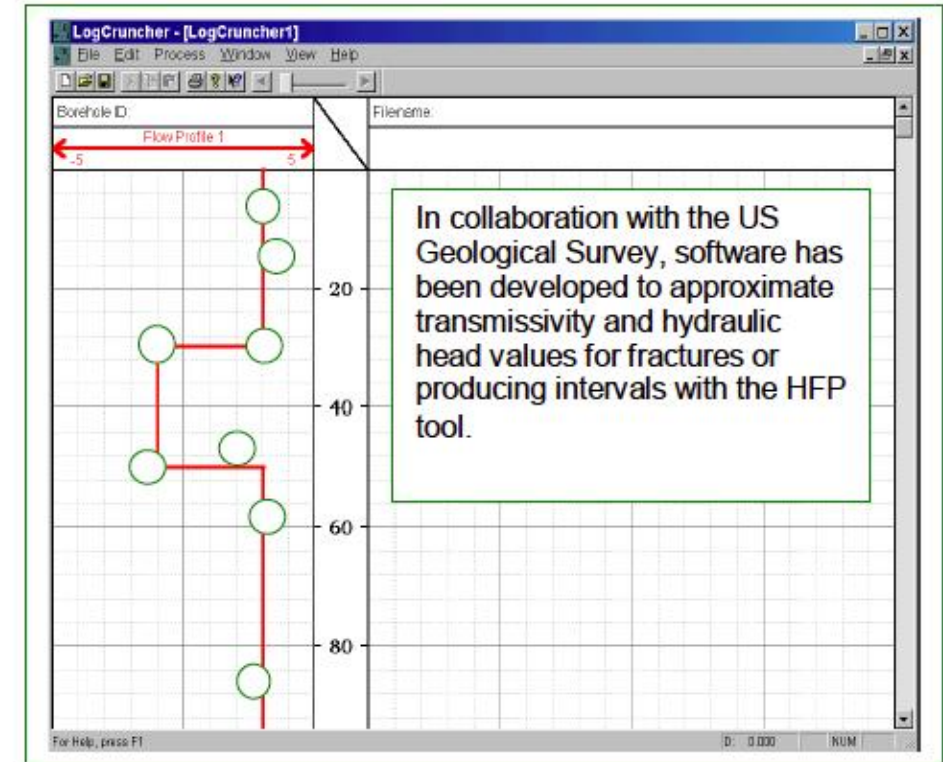 LogCruncher - [LogCruncher1]
File Edit Process Window View Help
Borehole ID:
Filename:
Flow Profile 1
-5 5
In collaboration with the US
Geological Survey, software has
been developed to approximate
transmissivity and hydraulic
head values for fractures or
producing intervals with the HFP
tool.
20
40
60
80
For Help, press F1
D: 0.000 NUM